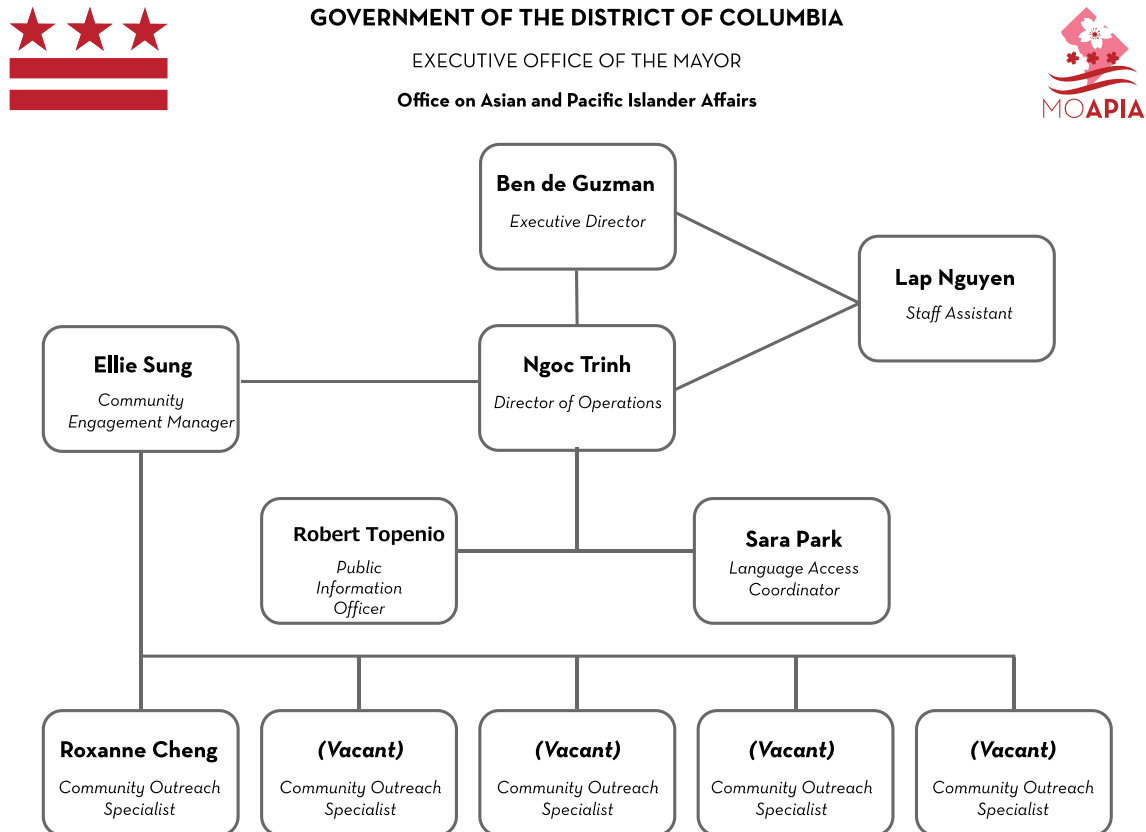 GOVERNMENT OF THE DISTRICT OF COLUMBIA
EXECUTIVE OFFICE OF THE MAYOR
Office on Asian and Pacific Islander Affairs
MOAPIA
Ben de Guzman
Executive Director
Lap Nguyen
Staff Assistant
Ellie Sung
Community
Engagement Manager
Ngoc Trinh
Director of Operations
Robert Topenio
Public
Information
Officer
Sara Park
Language Access
Coordinator
Roxanne Cheng
Community Outreach
Specialist
(Vacant)
Community Outreach
Specialist
(Vacant)
Community Outreach
Specialist
(Vacant)
Community Outreach
Specialist
(Vacant)
Community Outreach
Specialist